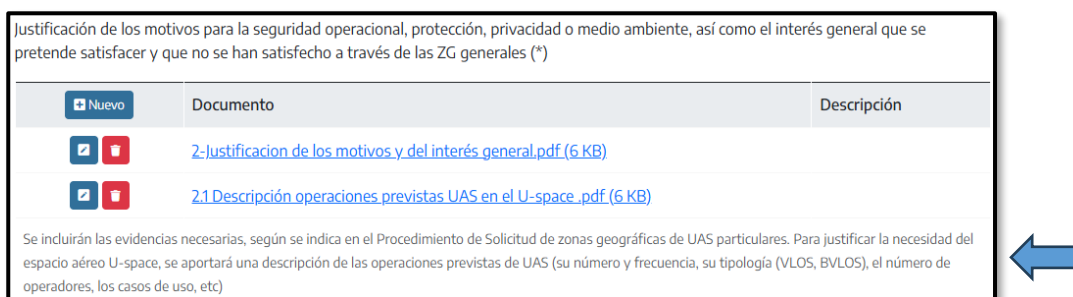 Justificación de los motivos para la seguridad operacional, protección, privacidad o medio ambiente, así como el interés general que se
pretende satisfacer y que no se han satisfecho a través de las ZG generales (*)
Nuevo Documento Descripción
2-Justificacion de los motivos y del interés general.pdf (6 KB)
2.1 Descripción operaciones previstas UAS en el U-space .pdf (6 KB)
Se incluirán las evidencias necesarias, según se indica en el Procedimiento de Solicitud de zonas geográficas de UAS particulares. Para justificar la necesidad del
espacio aéreo U-space, se aportará una descripción de las operaciones previstas de UAS (su número y frecuencia, su tipología (VLOS, BVLOS), el número de
operadores, los casos de uso, etc)